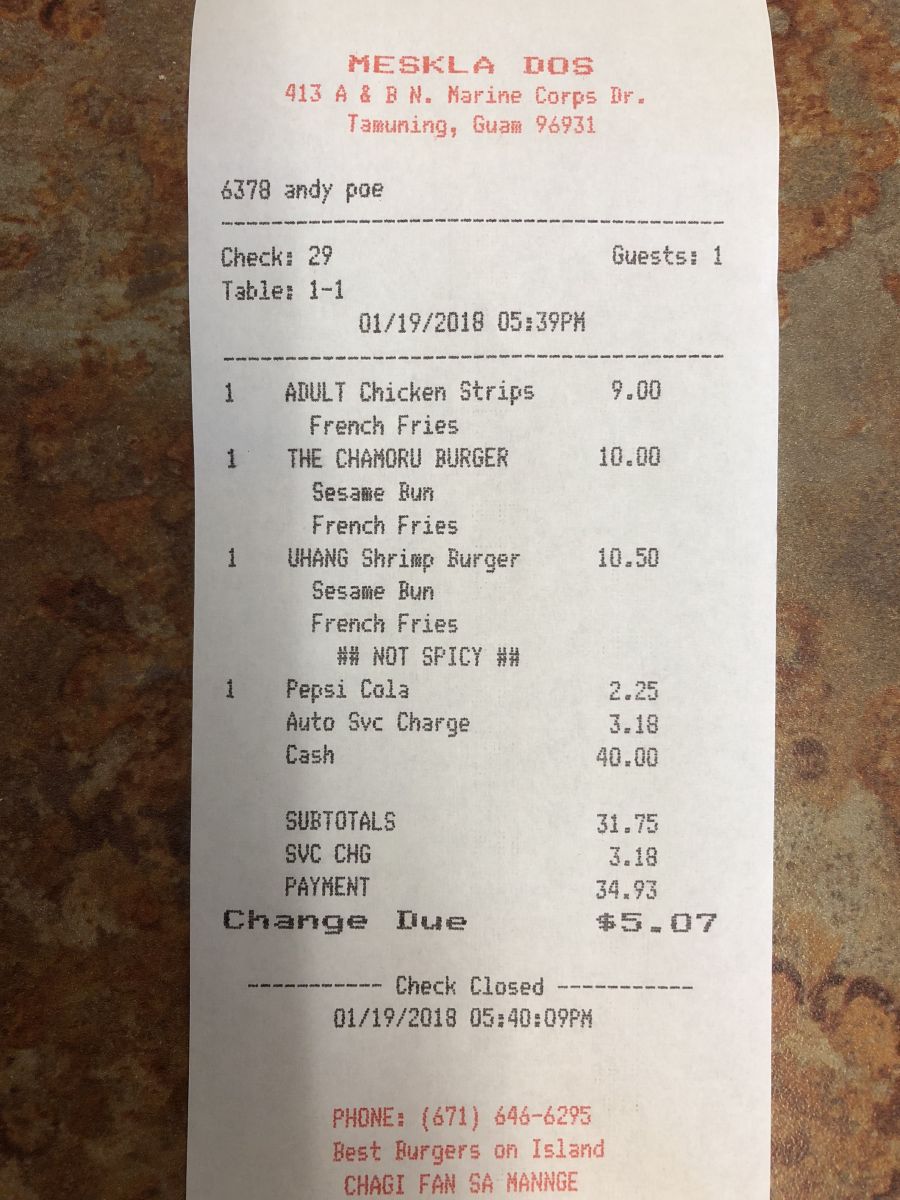 MESKLA DOS
413 A & B N. Marine Corps Dr.
Tamuning, Guam 96931
6378 andy poe
Check: 29 Guests: 1
Table: 1-1
01/19/2018 05:39PM
1 ADULT Chicken Strips 9.00
French Fries
1 THE CHAMORU BURGER 10.00
Sesame Bun
French Fries
1 UHANG Shrimp Burger 10.50
Sesame Bun
French Fries
## NOT SPICY ##
1 Pepsi Cola 2.25
Auto Svc Charge 3.18
Cash 40.00
SUBTOTALS 31.75
SVC CHG 3.18
PAYMENT 34.93
Change Due $5.07
----------- Check Closed -----------
01/19/2018 05:40:09PM
PHONE: (671) 646-6295
Best Burgers on Island
CHAGI FAN SA MANNGE